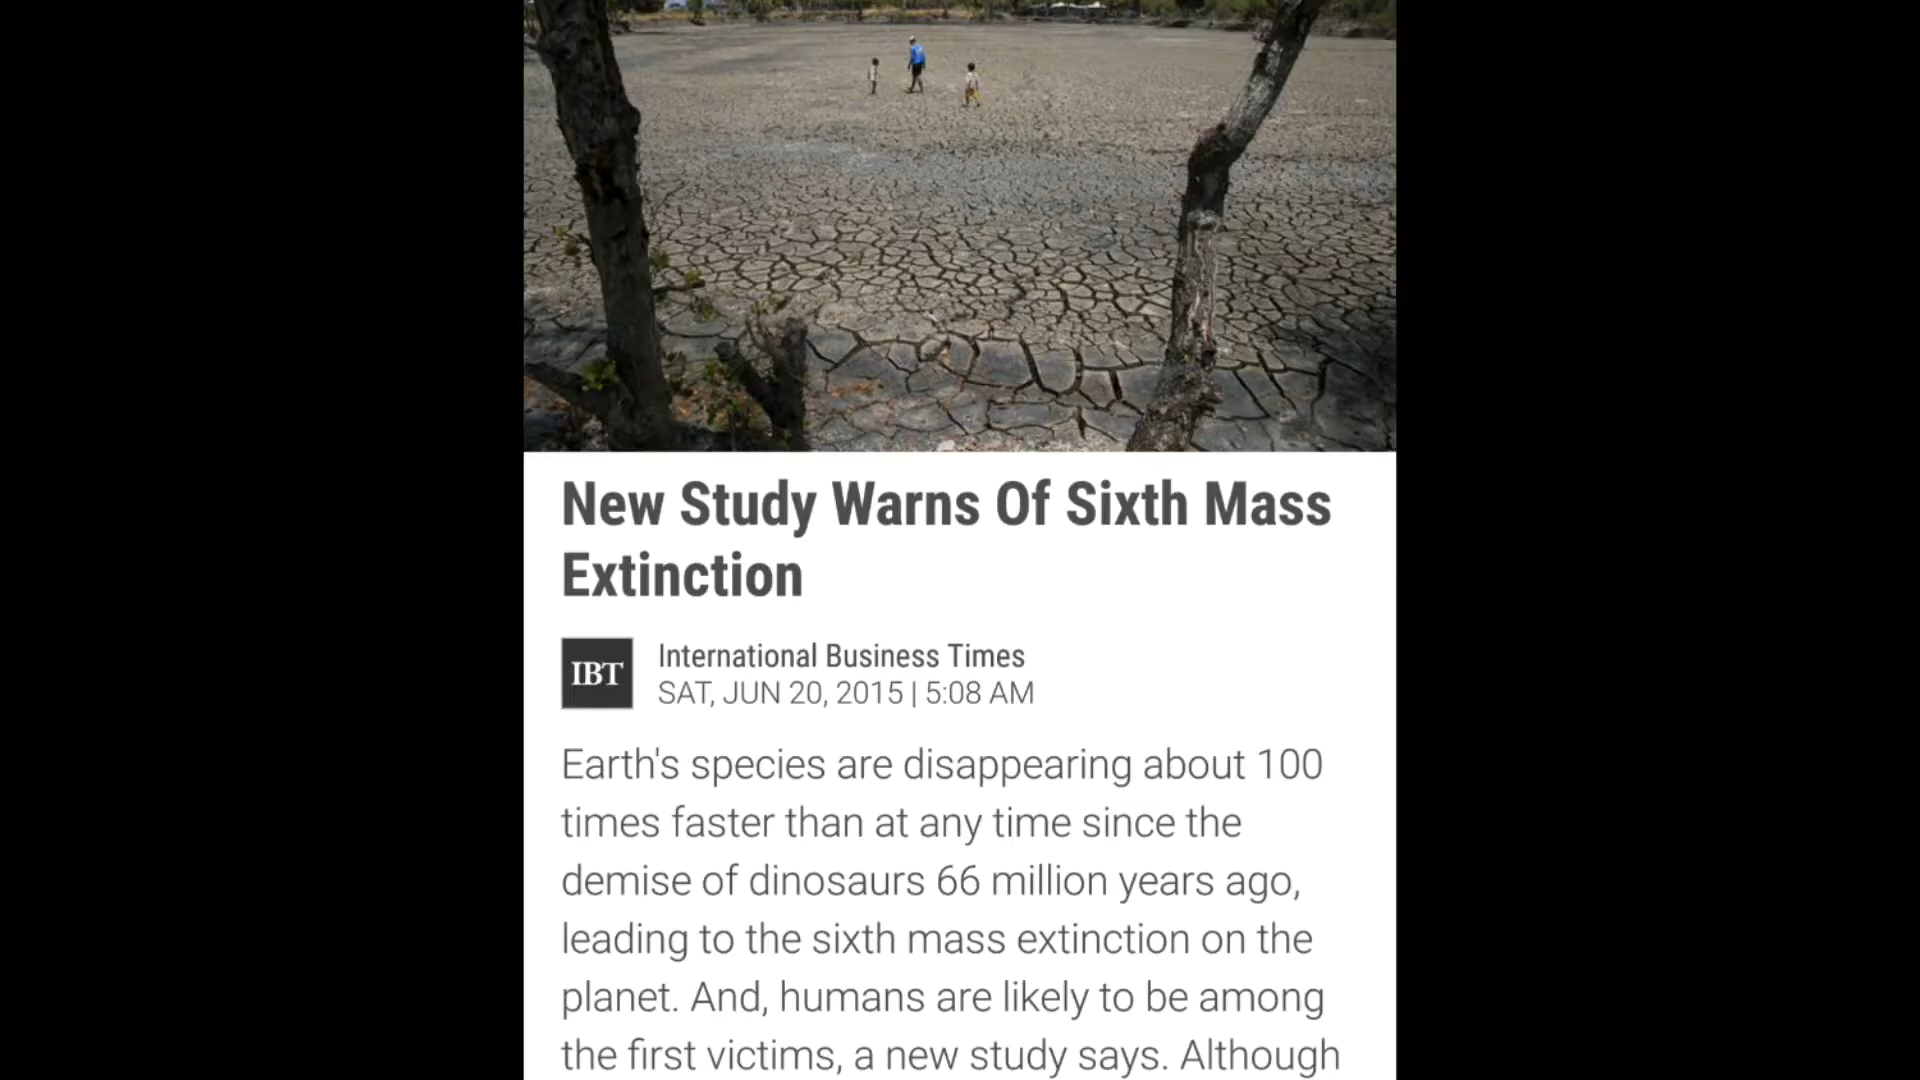 New Study Warns Of Sixth Mass
Extinction
IBT
International Business Times
SAT, JUN 20, 2015 | 5:08 AM
Earth's species are disappearing about 100
times faster than at any time since the
demise of dinosaurs 66 million years ago,
leading to the sixth mass extinction on the
planet. And, humans are likely to be among
the first victims, a new study says. Although